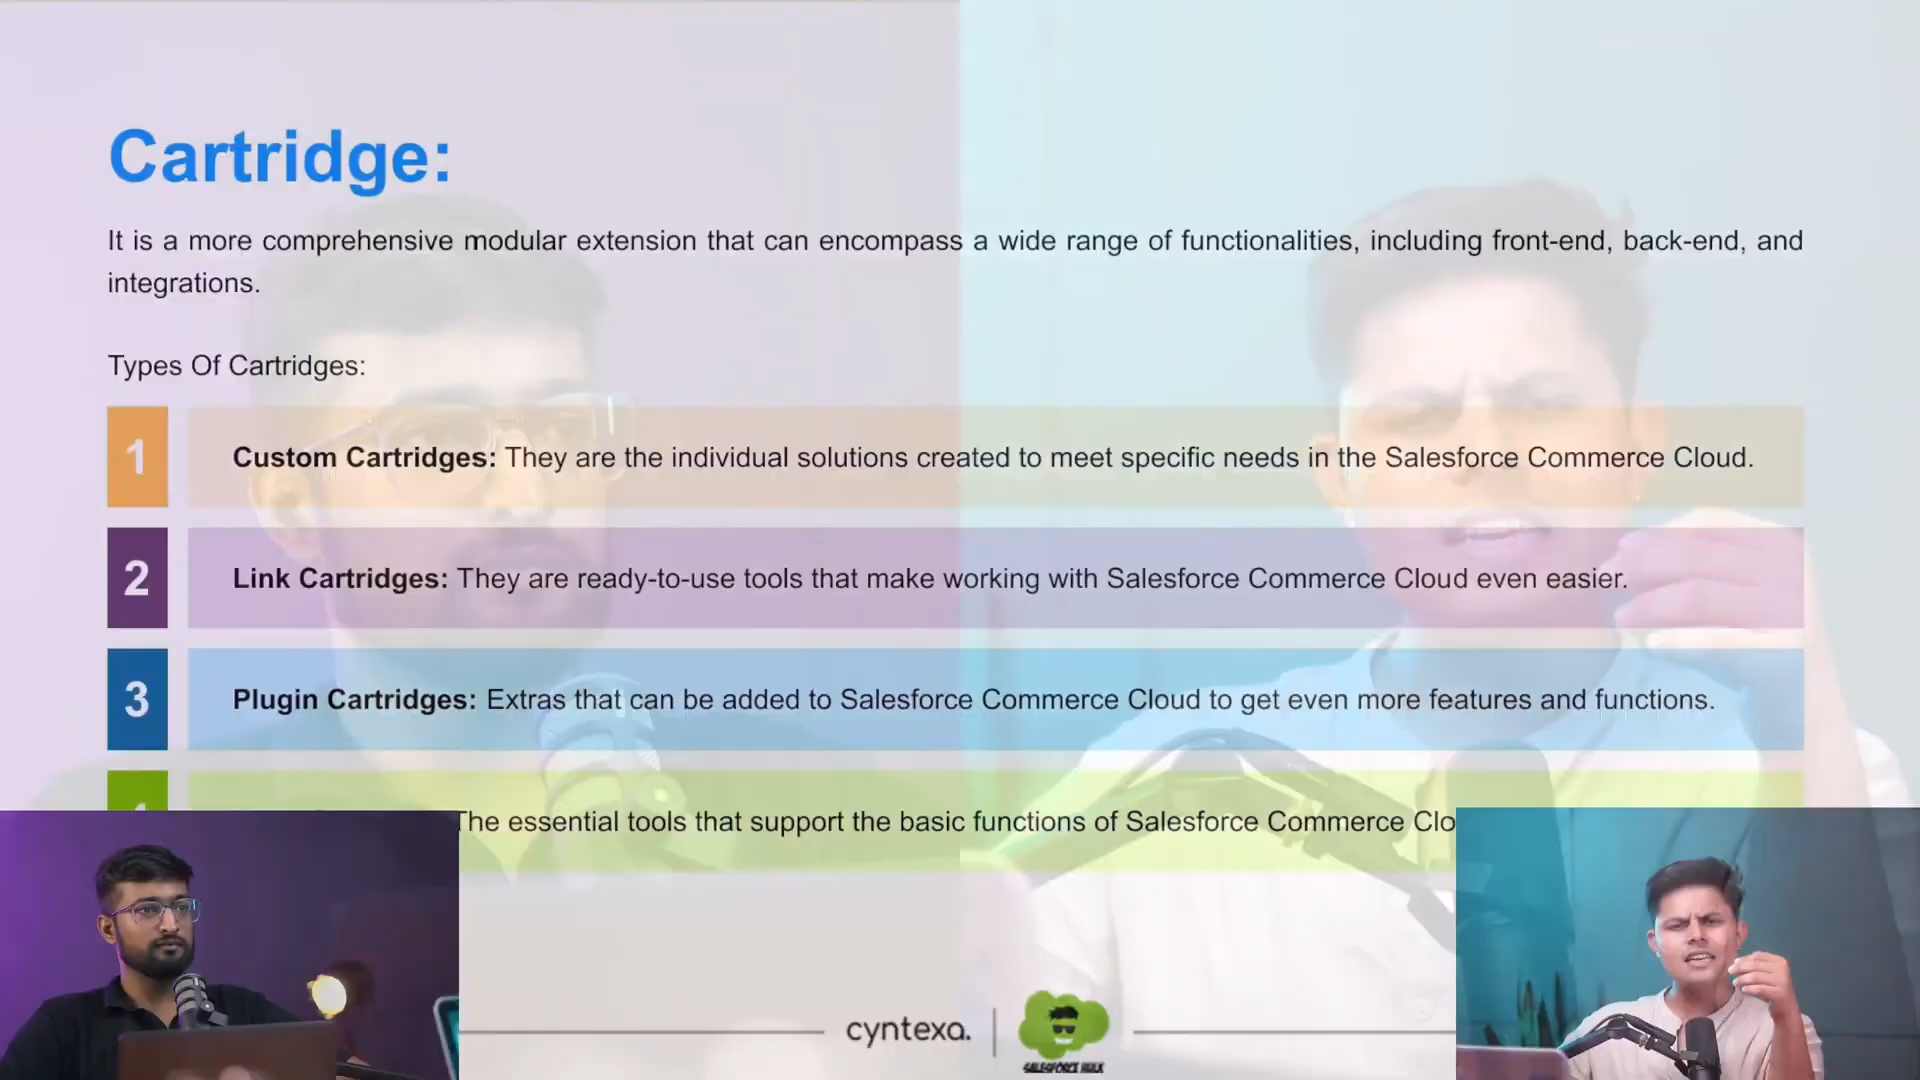 Cartridge:
It is a more comprehensive modular extension that can encompass a wide range of functionalities, including front-end, back-end, and
integrations.
Types Of Cartridges:
1
Custom Cartridges: They are the individual solutions created to meet specific needs in the Salesforce Commerce Cloud.
2
Link Cartridges: They are ready-to-use tools that make working with Salesforce Commerce Cloud even easier.
3
Plugin Cartridges: Extras that can be added to Salesforce Commerce Cloud to get even more features and functions.
The essential tools that support the basic functions of Salesforce Commerce Clo
cyntexa.
SALESFORCE HULK